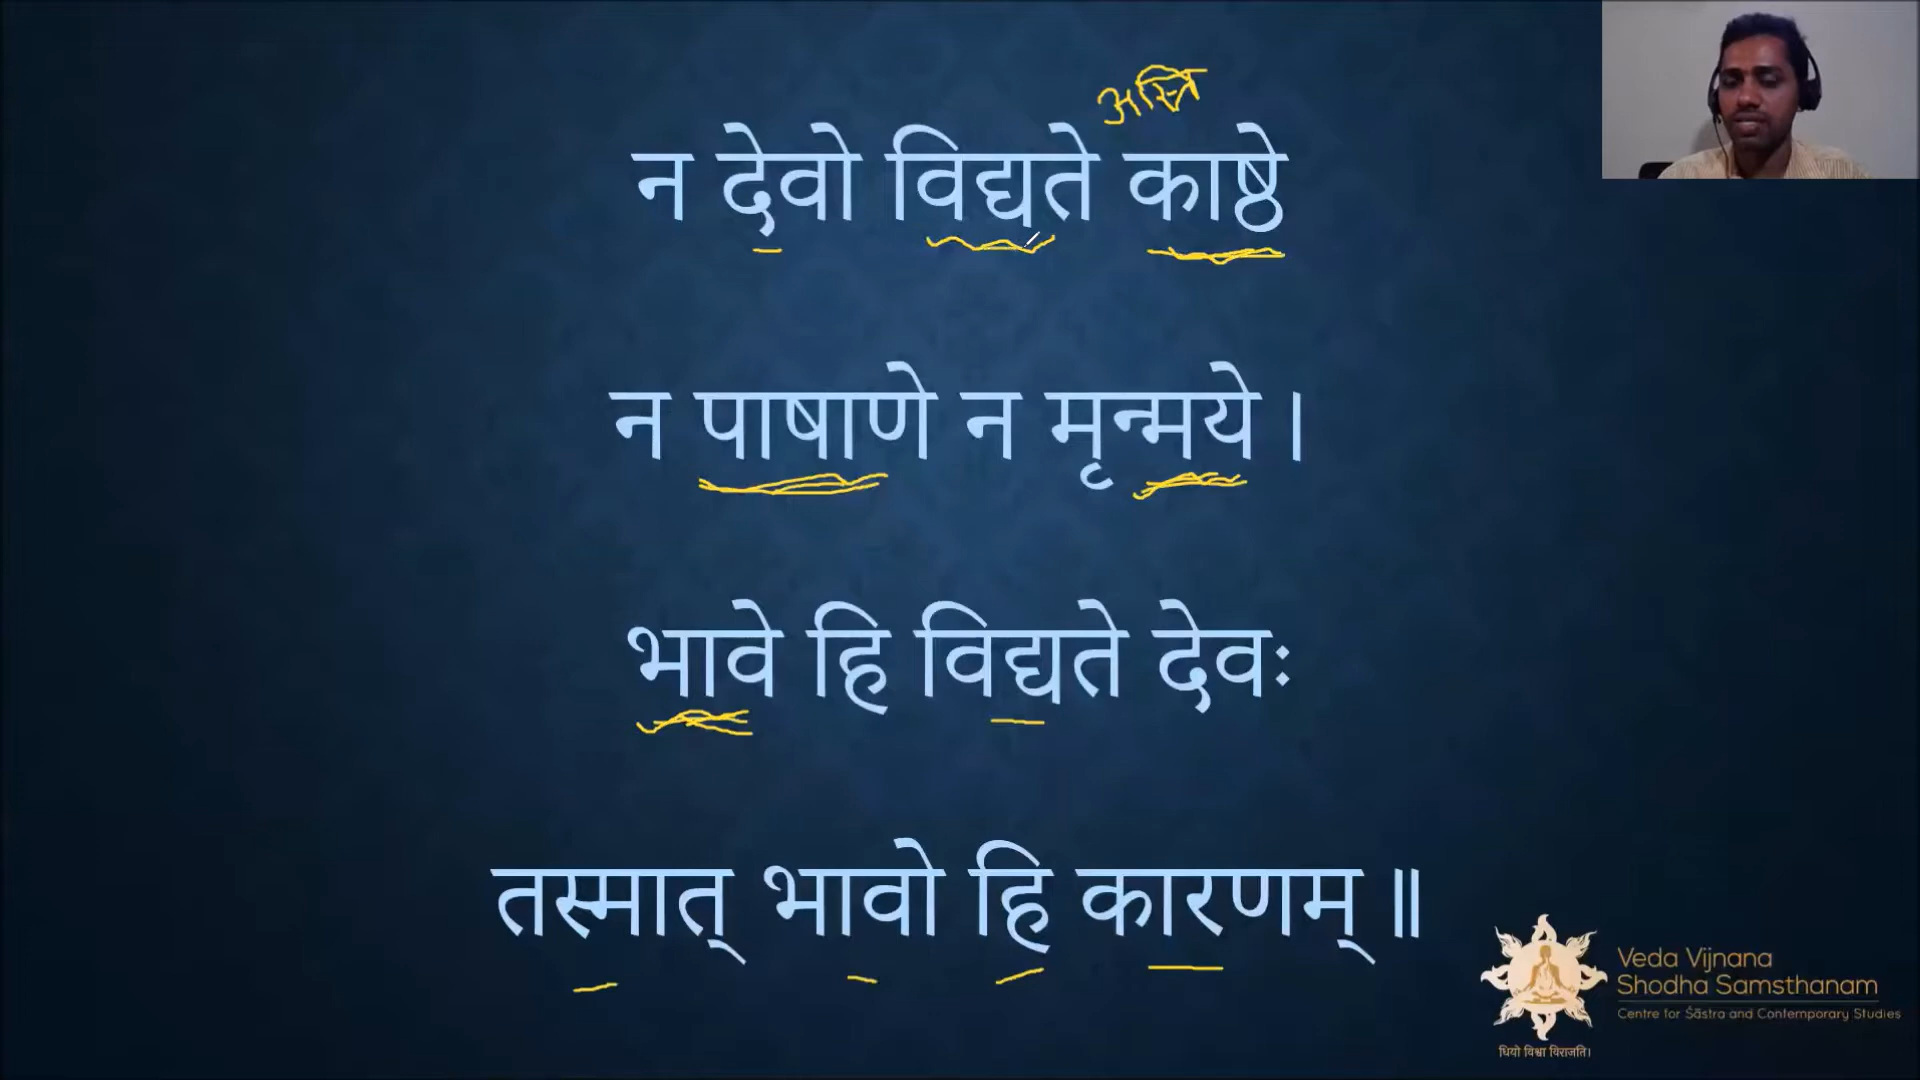 अस्ति
न देवो विद्यते काष्ठे
न पाषाणे न मृन्मये ।
भावे हि विद्यते देवः
तस्मात् भावो हि कारणम् ॥
Veda Vijnana
Shodha Samsthanam
Centre for Śāstra and Contemporary Studies
धियो विश्वा विराजति।